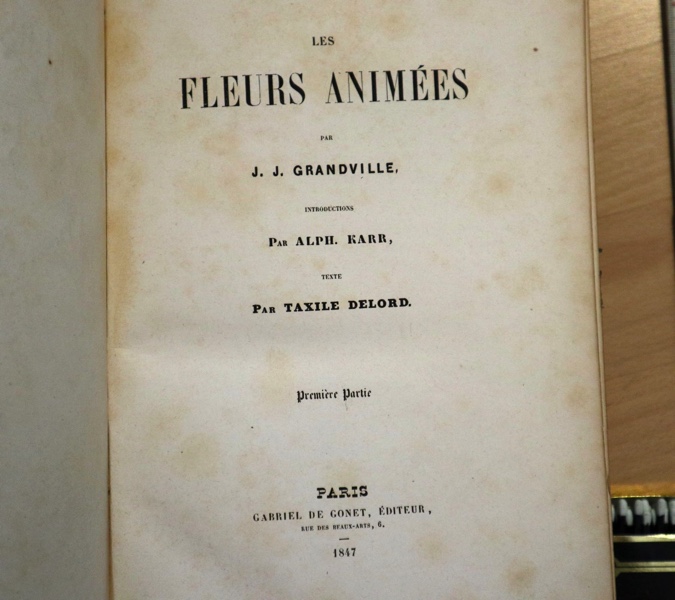 LES
FLEURS ANIMÉES
PAR
J. J. GRANDVILLE,
INTRODUCTIONS
PAR ALPH. KARR,
TEXTE
PAR TAXILE DELORD.
Première Partie
PARIS
GABRIEL DE GONET, ÉDITEUR,
RUE DES BEAUX-ARTS, 6.
1847